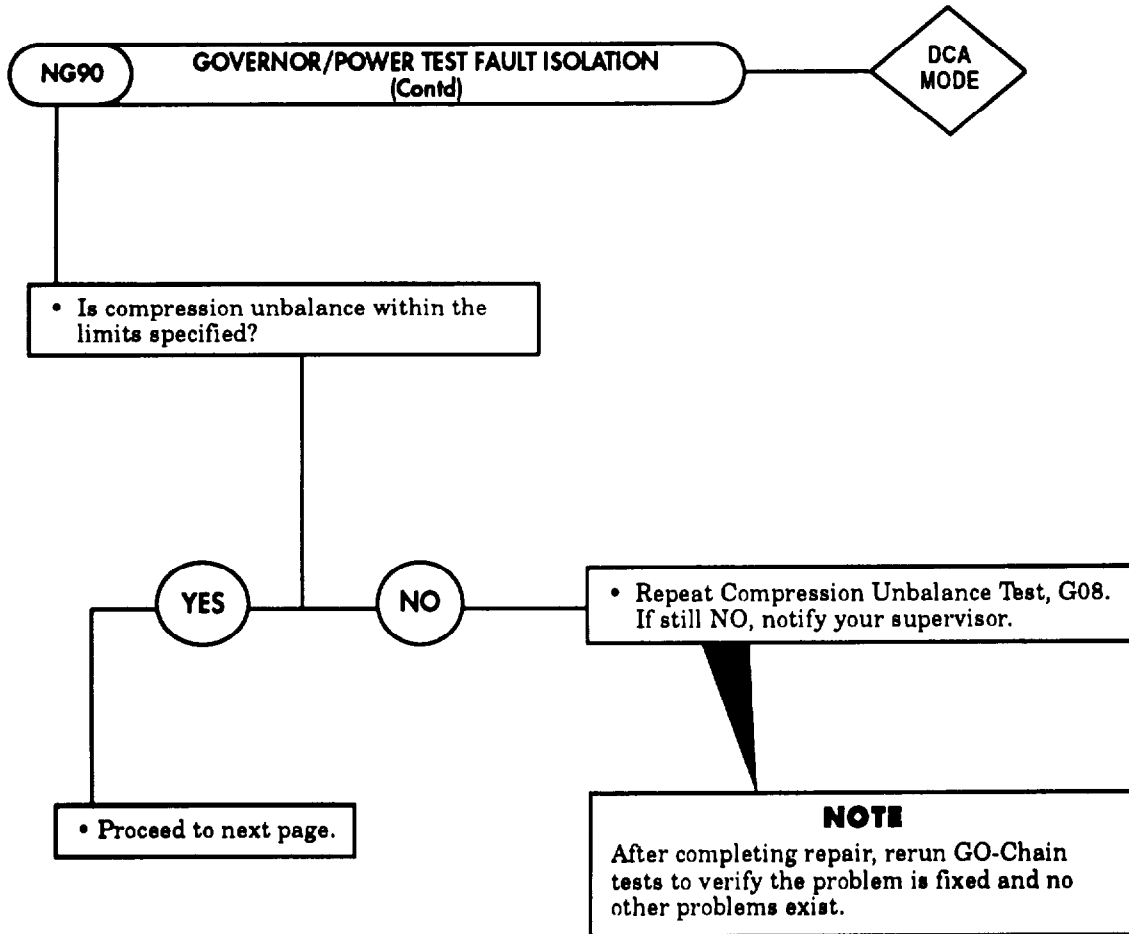 NG90
GOVERNOR/POWER TEST FAULT ISOLATION
(Contd)
DCA
MODE
• Is compression unbalance within the
limits specified?
YES
NO
• Repeat Compression Unbalance Test, G08.
If still NO, notify your supervisor.
• Proceed to next page.
NOTE
After completing repair, rerun GO-Chain
tests to verify the problem is fixed and no
other problems exist.